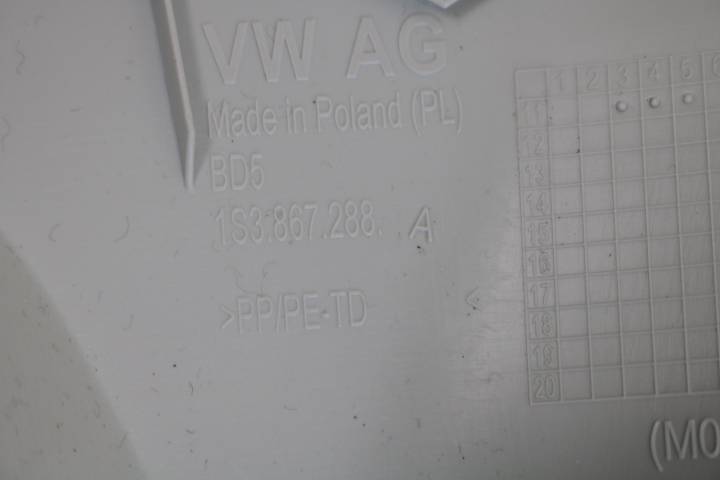 VW AG
Made in Poland (PL)
BD5
1S3.867.288. A
>PP/PE-TD <
1 2 3 4 5 6
11
12
13
14
15
16
17
18
19
20
(MO